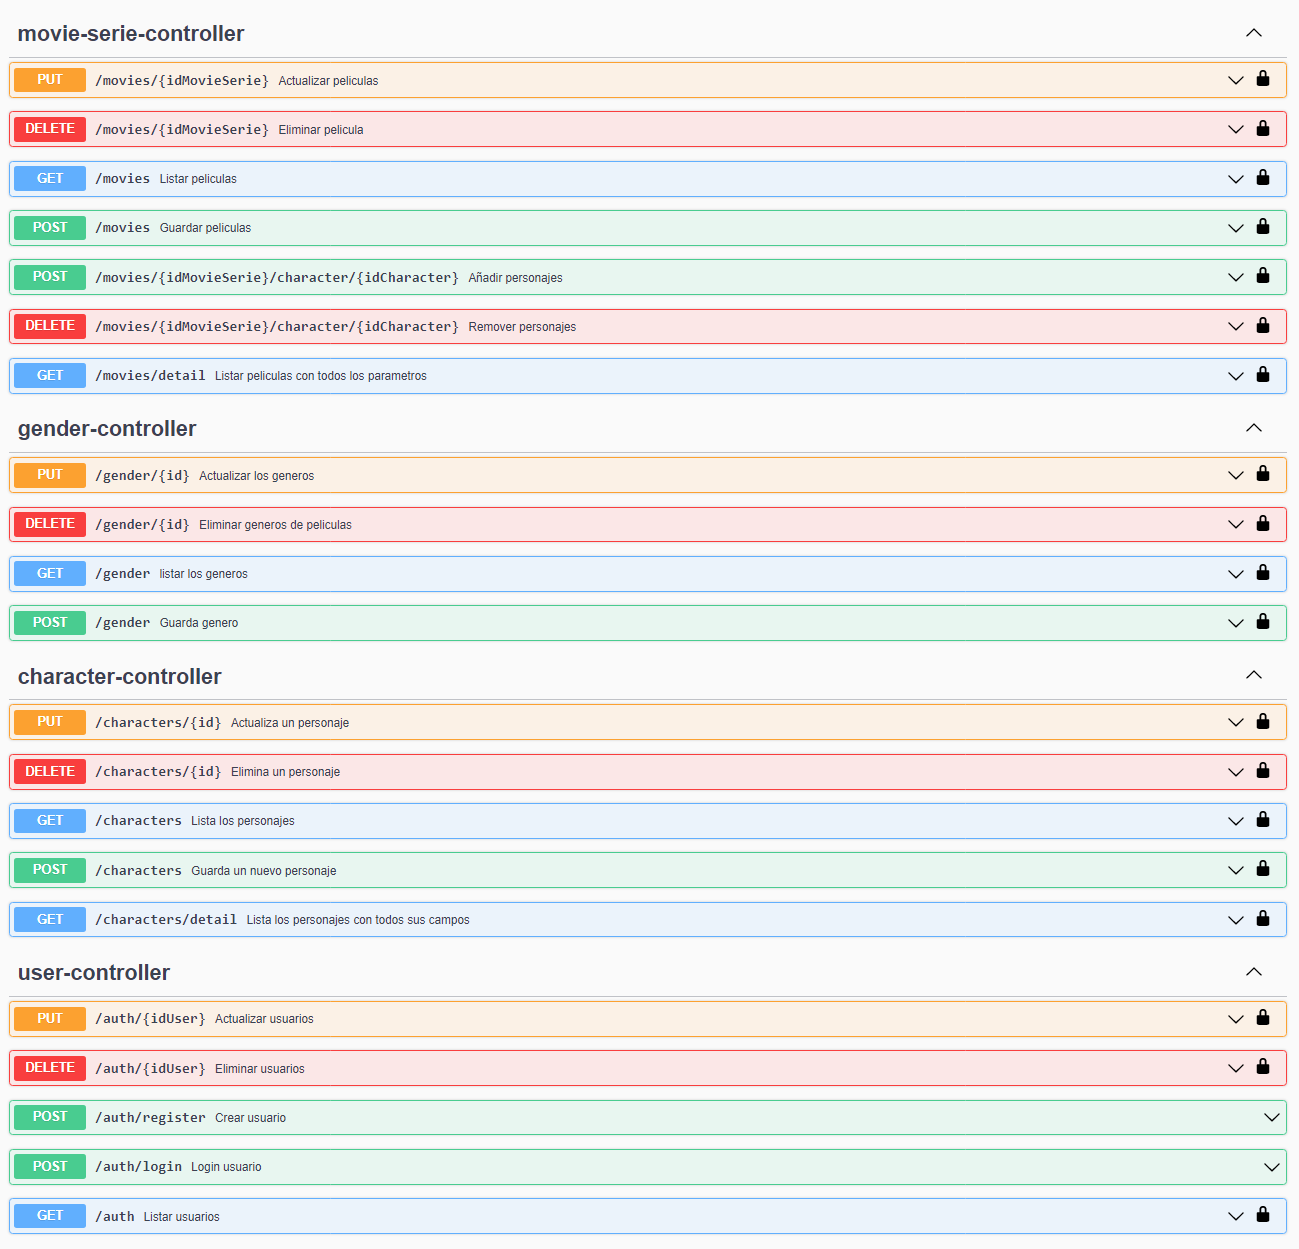 movie-serie-controller
PUT /movies/{idMovieSerie} Actualizar peliculas
DELETE /movies/{idMovieSerie} Eliminar pelicula
GET /movies Listar peliculas
POST /movies Guardar peliculas
POST /movies/{idMovieSerie}/character/{idCharacter} Añadir personajes
DELETE /movies/{idMovieSerie}/character/{idCharacter} Remover personajes
GET /movies/detail Listar peliculas con todos los parametros
gender-controller
PUT /gender/{id} Actualizar los generos
DELETE /gender/{id} Eliminar generos de peliculas
GET /gender listar los generos
POST /gender Guarda genero
character-controller
PUT /characters/{id} Actualiza un personaje
DELETE /characters/{id} Elimina un personaje
GET /characters Lista los personajes
POST /characters Guarda un nuevo personaje
GET /characters/detail Lista los personajes con todos sus campos
user-controller
PUT /auth/{idUser} Actualizar usuarios
DELETE /auth/{idUser} Eliminar usuarios
POST /auth/register Crear usuario
POST /auth/login Login usuario
GET /auth Listar usuarios